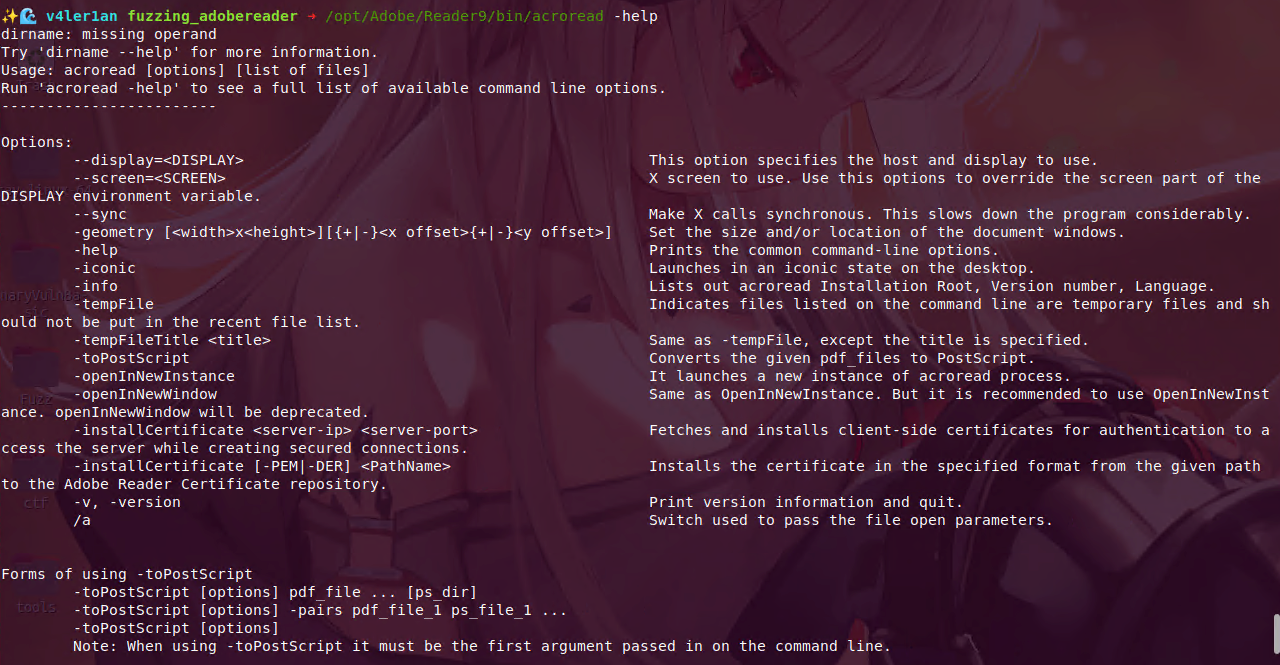 ✨🌊 v4ler1an fuzzing_adobereader → /opt/Adobe/Reader9/bin/acroread -help
dirname: missing operand
Try 'dirname --help' for more information.
Usage: acroread [options] [list of files]
Run 'acroread -help' to see a full list of available command line options.
------------------------
Options:
--display=<DISPLAY> This option specifies the host and display to use.
--screen=<SCREEN> X screen to use. Use this options to override the screen part of the
DISPLAY environment variable.
--sync Make X calls synchronous. This slows down the program considerably.
-geometry [<width>x<height>][{+|-}<x offset>{+|-}<y offset>] Set the size and/or location of the document windows.
-help Prints the common command-line options.
-iconic Launches in an iconic state on the desktop.
-info Lists out acroread Installation Root, Version number, Language.
-tempFile Indicates files listed on the command line are temporary files and sh
ould not be put in the recent file list.
-tempFileTitle <title> Same as -tempFile, except the title is specified.
-toPostScript Converts the given pdf_files to PostScript.
-openInNewInstance It launches a new instance of acroread process.
-openInNewWindow Same as OpenInNewInstance. But it is recommended to use OpenInNewInst
ance. openInNewWindow will be deprecated.
-installCertificate <server-ip> <server-port> Fetches and installs client-side certificates for authentication to a
ccess the server while creating secured connections.
-installCertificate [-PEM|-DER] <PathName> Installs the certificate in the specified format from the given path
to the Adobe Reader Certificate repository.
-v, -version Print version information and quit.
/a Switch used to pass the file open parameters.
Forms of using -toPostScript
-toPostScript [options] pdf_file ... [ps_dir]
-toPostScript [options] -pairs pdf_file_1 ps_file_1 ...
-toPostScript [options]
Note: When using -toPostScript it must be the first argument passed in on the command line.
Fuzz
ctf
tools